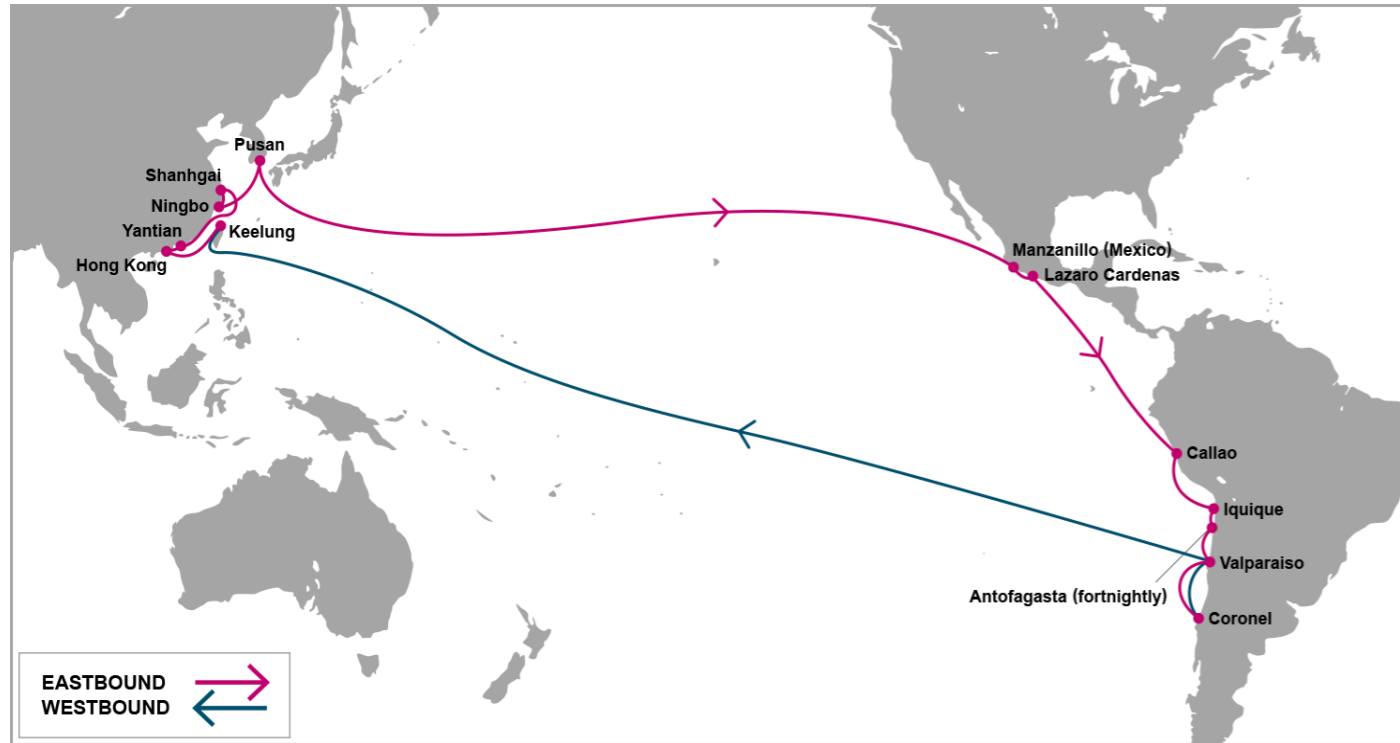 Pusan
Shanhgai
Ningbo
Yantian
Keelung
Hong Kong
Manzanillo (Mexico)
Lazaro Cardenas
Callao
Iquique
Valparaiso
Antofagasta (fortnightly)
Coronel
EASTBOUND
WESTBOUND